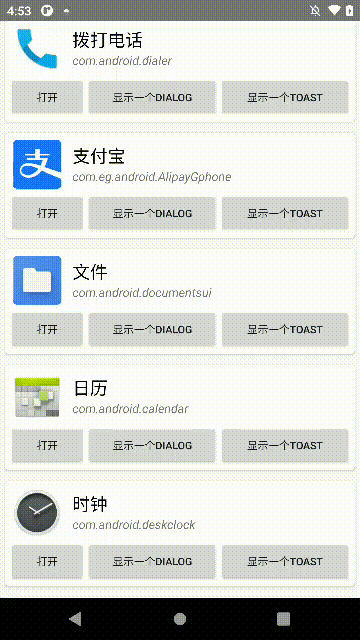 4:53
拨打电话
com.android.dialer
打开 显示一个DIALOG 显示一个TOAST
支付宝
com.eg.android.AlipayGphone
打开 显示一个DIALOG 显示一个TOAST
文件
com.android.documentsui
打开 显示一个DIALOG 显示一个TOAST
日历
com.android.calendar
打开 显示一个DIALOG 显示一个TOAST
时钟
com.android.deskclock
打开 显示一个DIALOG 显示一个TOAST